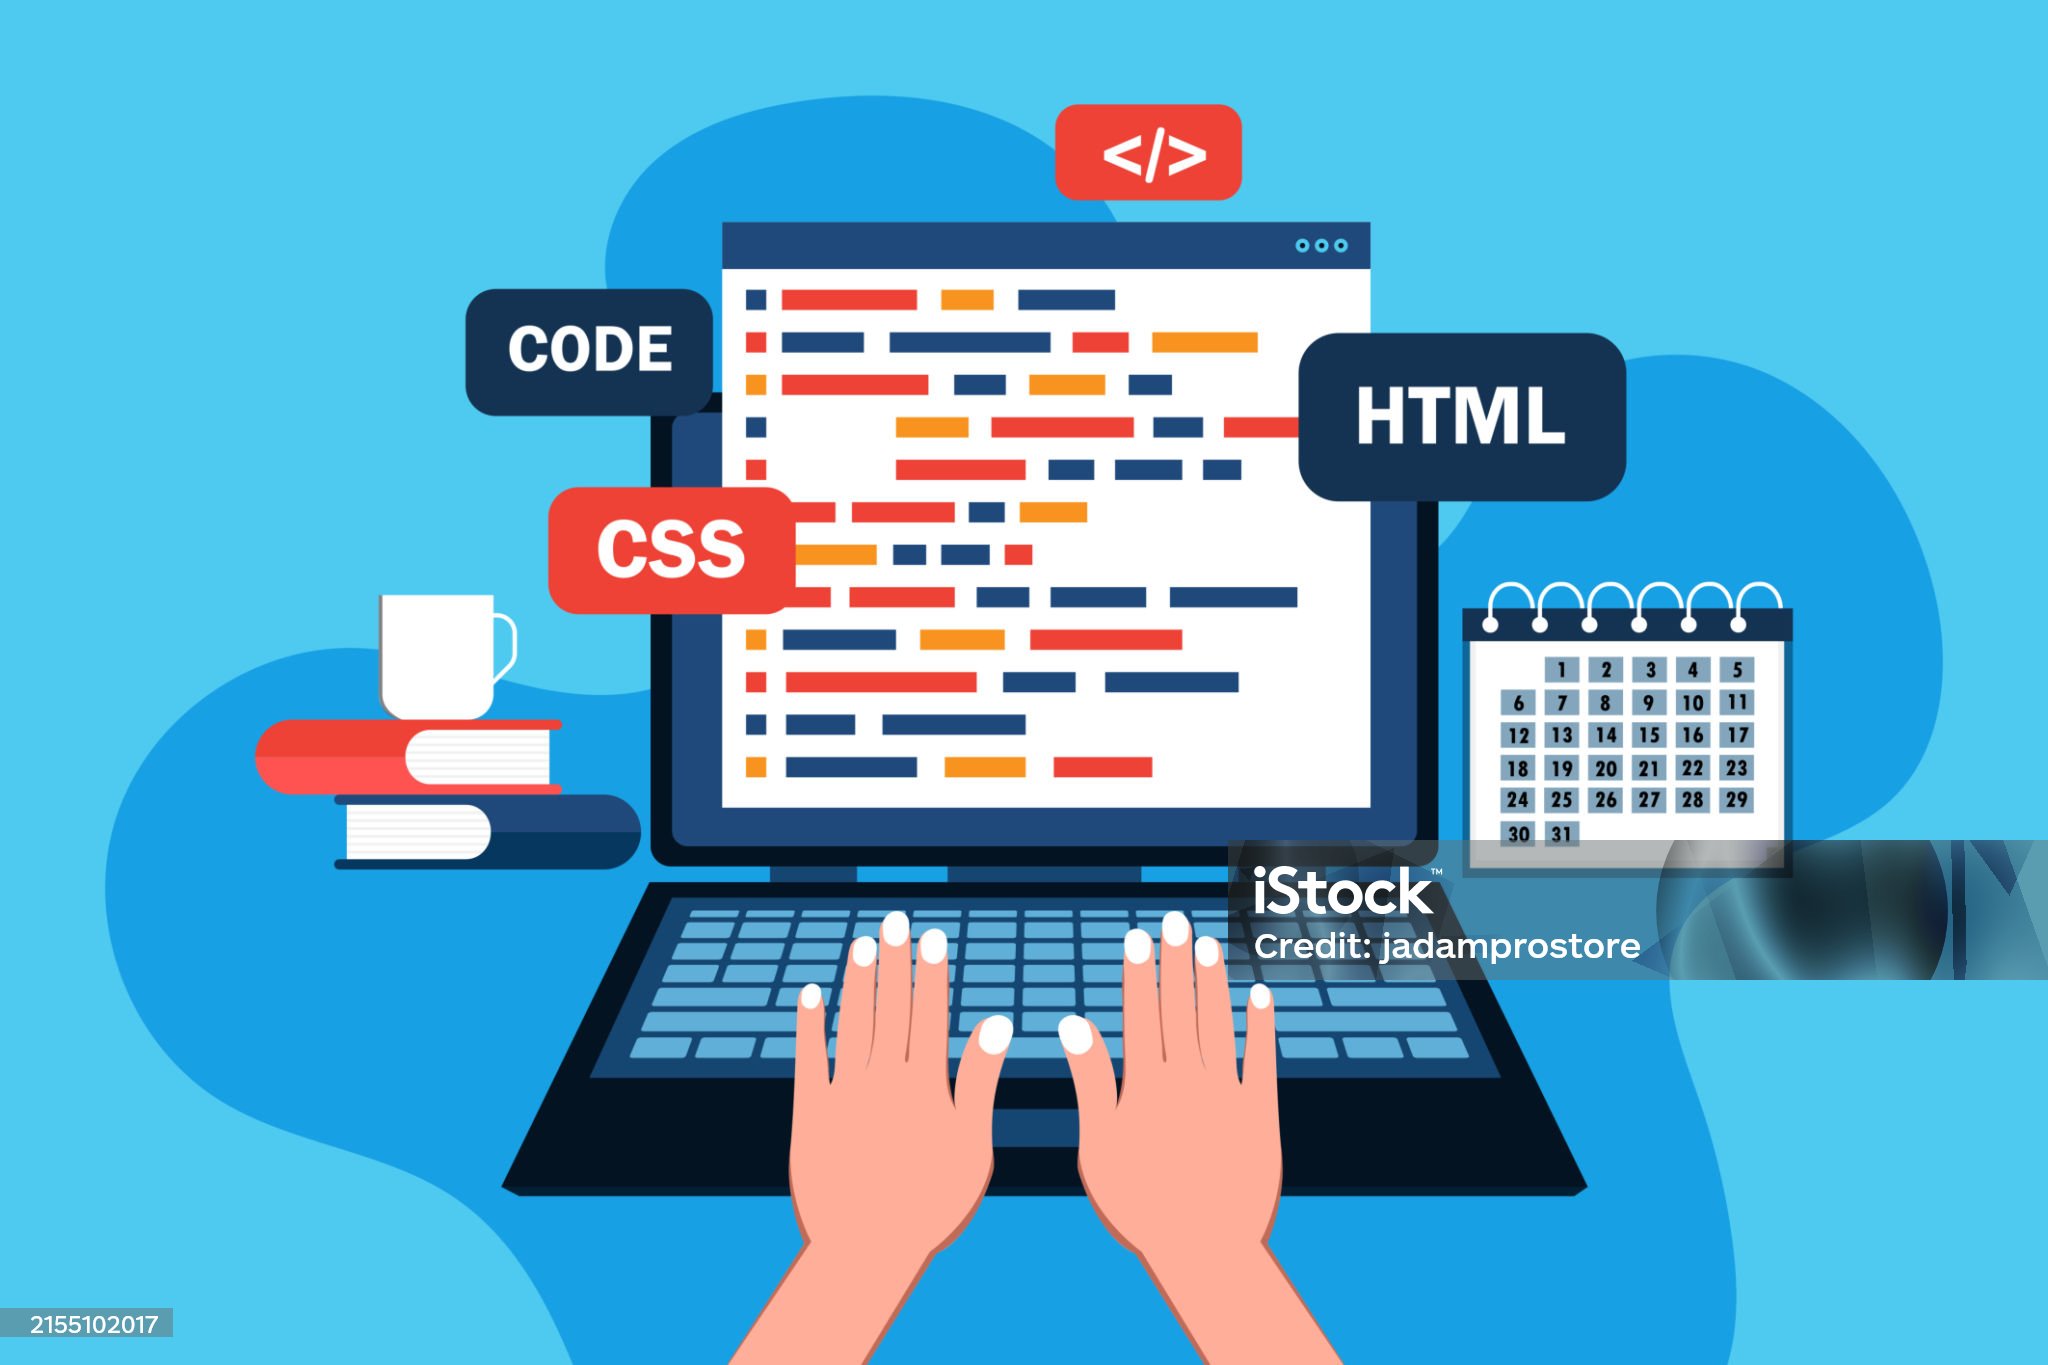 </>
CODE
HTML
CSS
1 2 3 4 5
6 7 8 9 10 11
12 13 14 15 16 17
18 19 20 21 22 23
24 25 26 27 28 29
30 31
iStock™
Credit: jadamprostore
2155102017